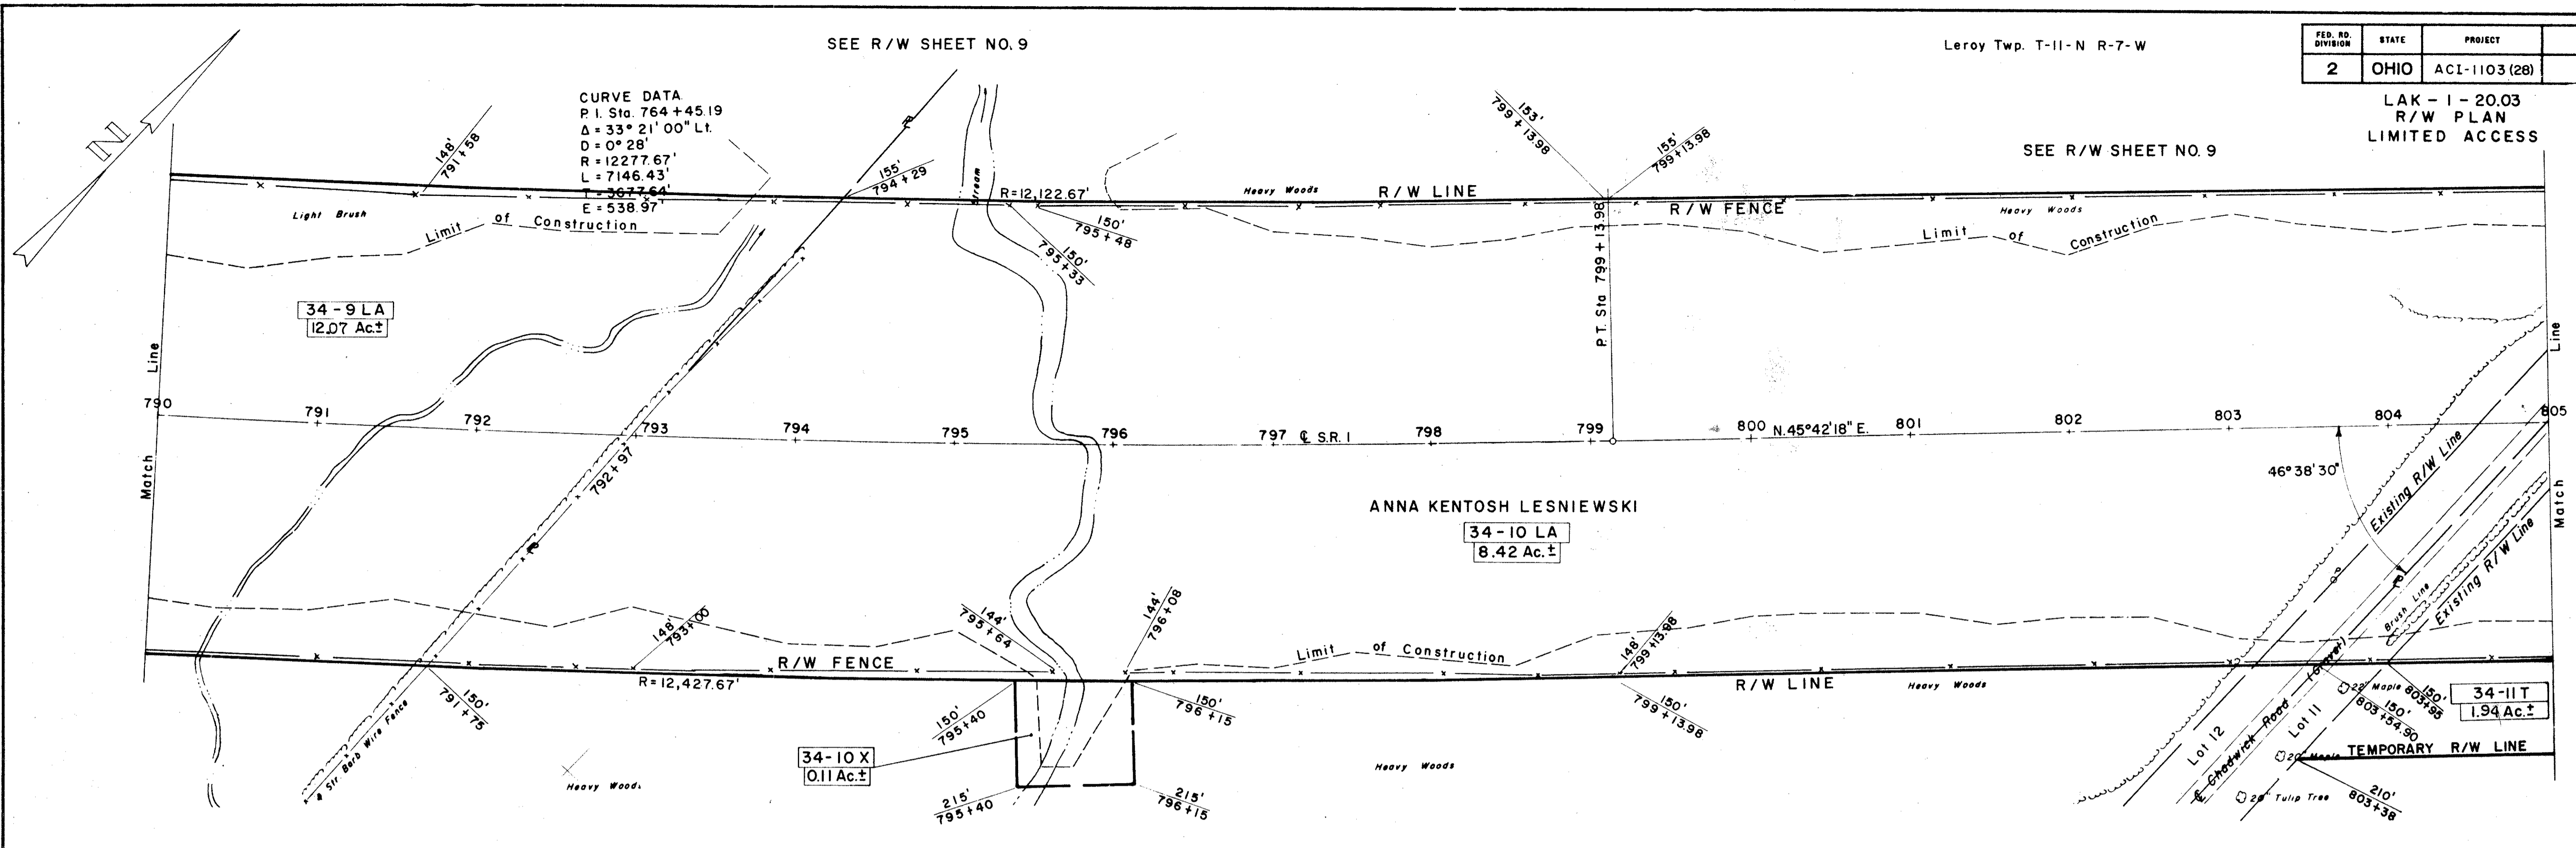 SEE R/W SHEET NO. 9
Leroy Twp. T-11-N R-7-W
FED. RD. DIVISION
STATE
PROJECT
2
OHIO
ACI-1103 (28)
LAK - 1 - 20.03
R/W PLAN
LIMITED ACCESS
SEE R/W SHEET NO. 9
N
CURVE DATA
P. I. Sta. 764 + 45.19
Δ = 33° 21' 00" Lt.
D = 0° 28'
R = 12277.67'
L = 7146.43'
T = 3677.64'
E = 538.97'
148'
791 + 58
155'
794 + 29
Stream
R = 12,122.67'
150'
795 + 48
150'
795 + 33
Heavy Woods
R/W LINE
153'
799 + 13.98
155'
799 + 13.98
R/W FENCE
Heavy Woods
Light Brush
Limit of Construction
Limit of Construction
P. T. Sta 799 + 13.98
34 - 9 LA
12.07 Ac.±
Match Line
Match Line
790
791
792
793
794
795
796
797
℄ S.R. 1
798
799
800
N. 45° 42' 18" E.
801
802
803
804
805
792 + 97
46° 38' 30"
Existing R/W Line
Existing R/W Line
Brush Line
ANNA KENTOSH LESNIEWSKI
34 - 10 LA
8.42 Ac.±
148'
793 + 00
144'
795 + 64
144'
796 + 08
Limit of Construction
148'
799 + 13.98
R/W FENCE
R = 12,427.67'
R/W LINE
Heavy Woods
150'
791 + 75
4 Str. Barb Wire Fence
150'
795 + 40
150'
796 + 15
150'
799 + 13.98
22" Maple
150'
803 + 95
150'
803 + 54.90
34 - 11 T
1.94 Ac.±
34 - 10 X
0.11 Ac.±
Heavy Woods
Heavy Woods
Lot 12
℄ Chadwick Road (Gravel)
Lot 11
20" Maple
TEMPORARY R/W LINE
215'
795 + 40
215'
796 + 15
Tulip Tree
210'
803 + 38